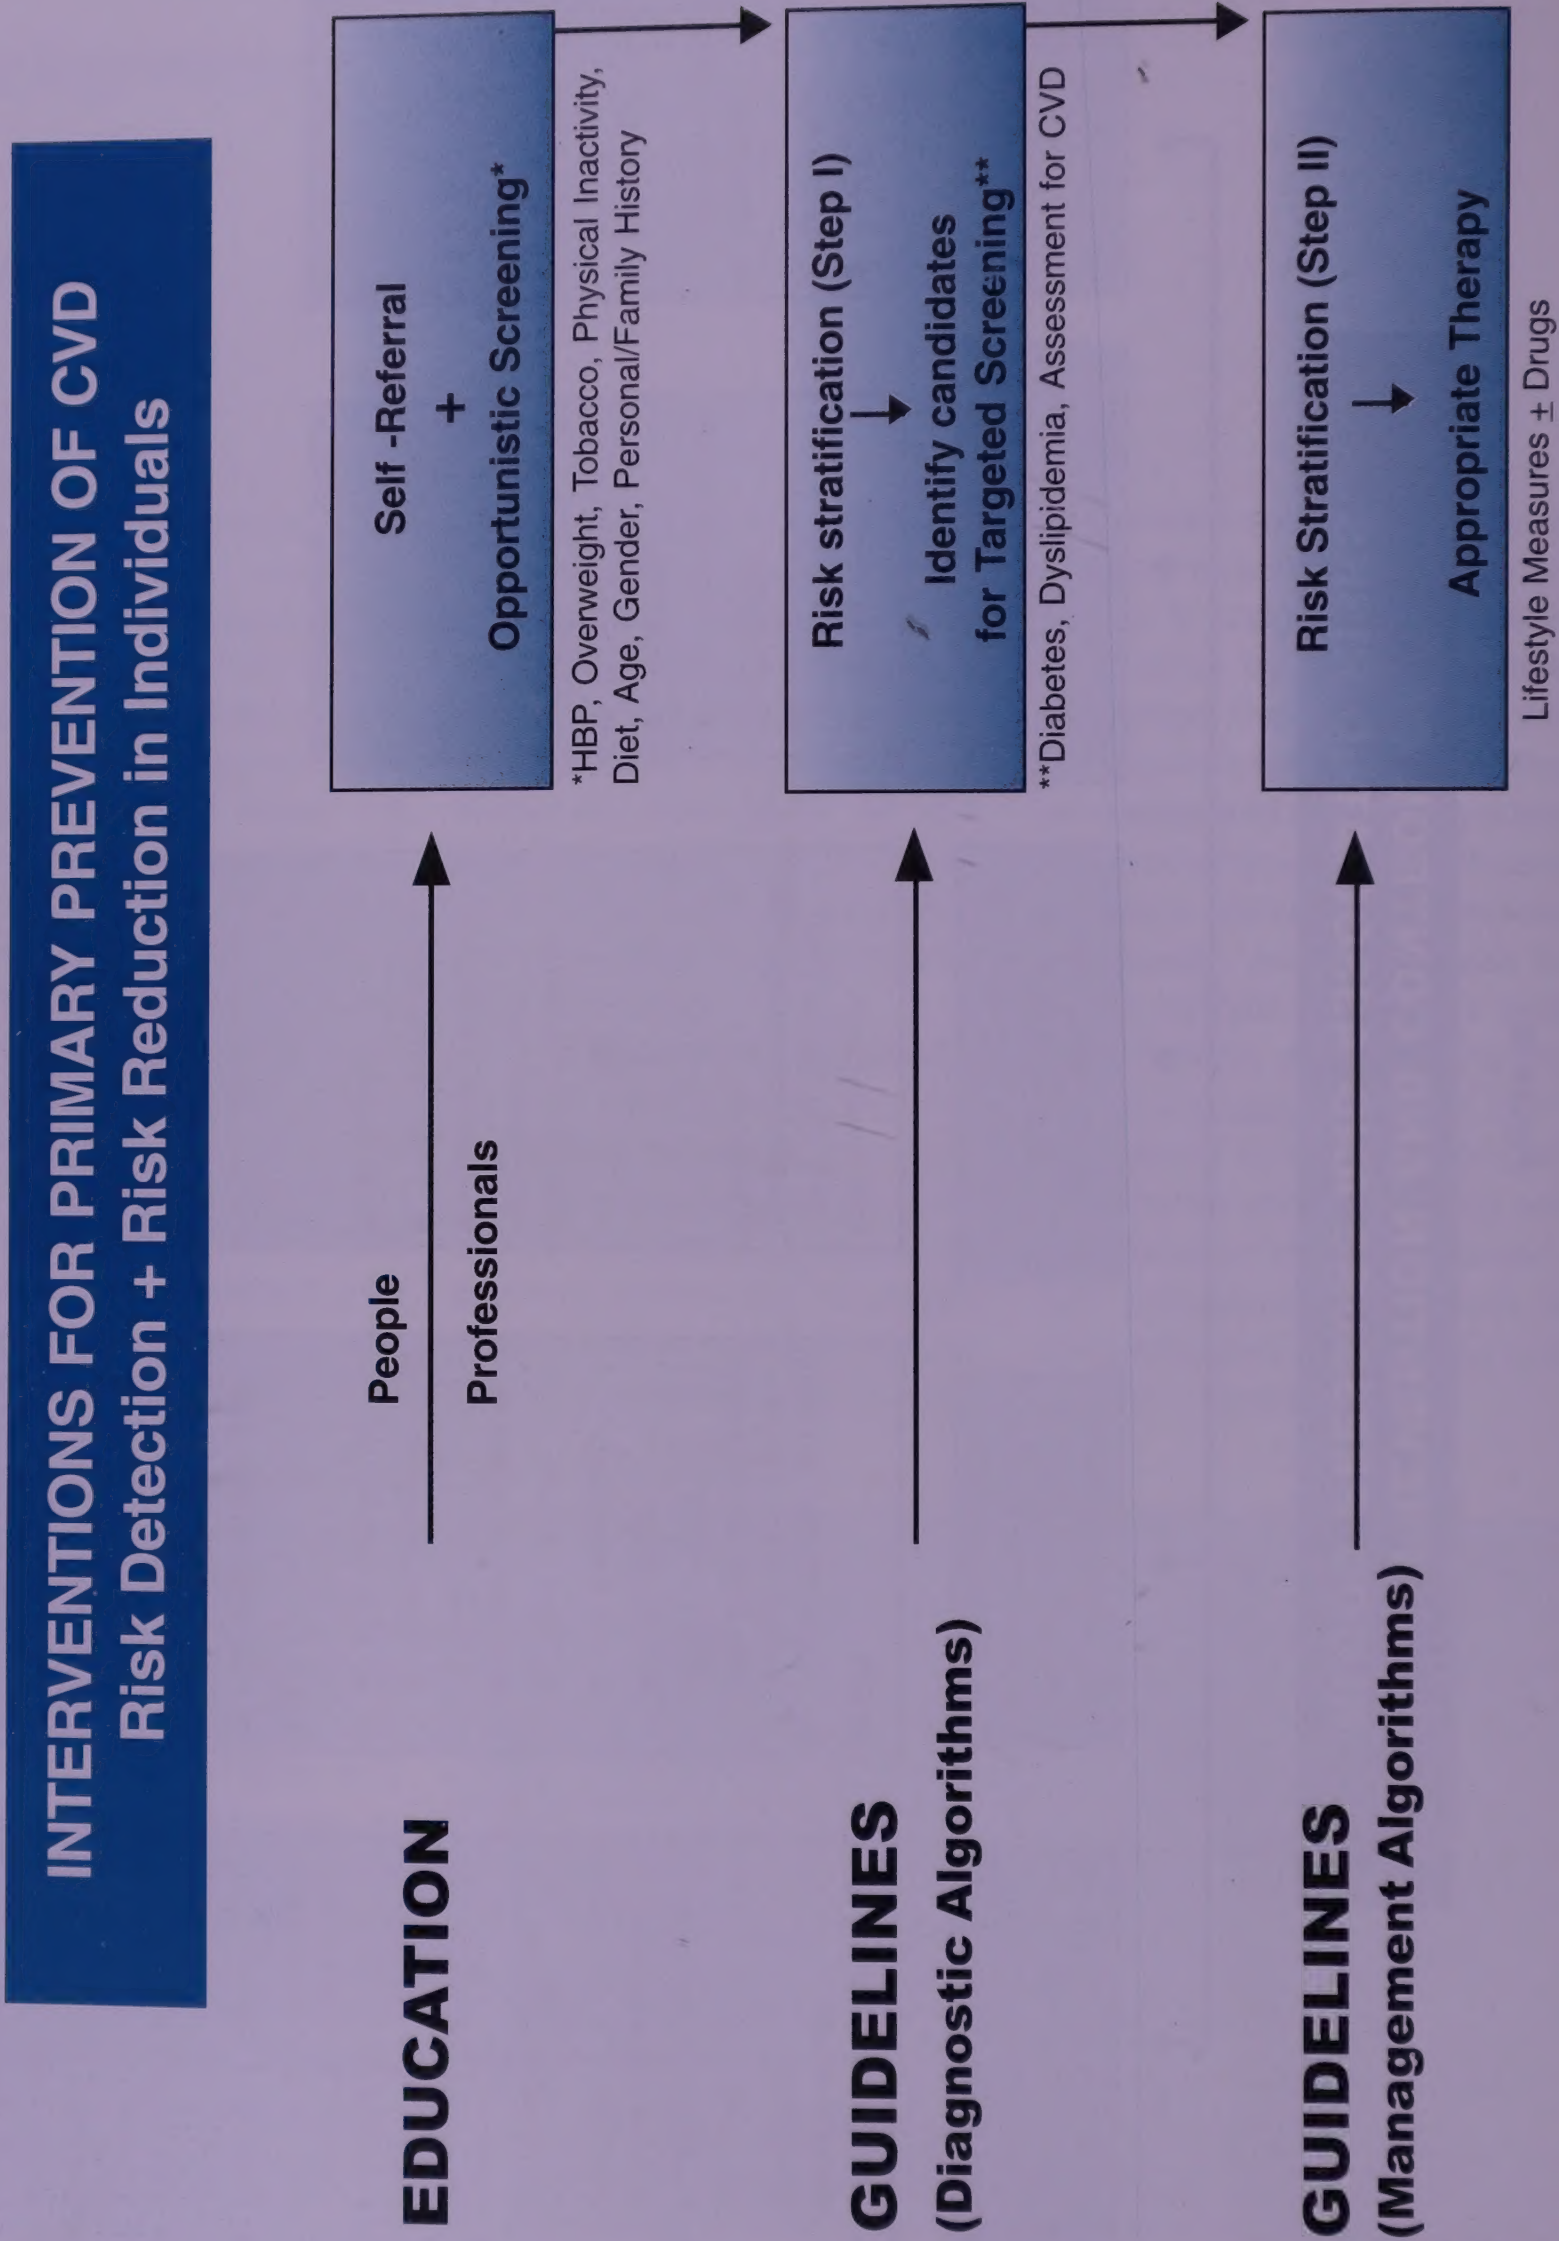 INTERVENTIONS FOR PRIMARY PREVENTION OF CVD
Risk Detection + Risk Reduction in Individuals
EDUCATION
People
Professionals
Self -Referral
+
Opportunistic Screening*
*HBP, Overweight, Tobacco, Physical Inactivity,
Diet, Age, Gender, Personal/Family History
GUIDELINES
(Diagnostic Algorithms)
Risk stratification (Step I)
Identify candidates
for Targeted Screening**
**Diabetes, Dyslipidemia, Assessment for CVD
GUIDELINES
(Management Algorithms)
Risk Stratification (Step II)
Appropriate Therapy
Lifestyle Measures ± Drugs